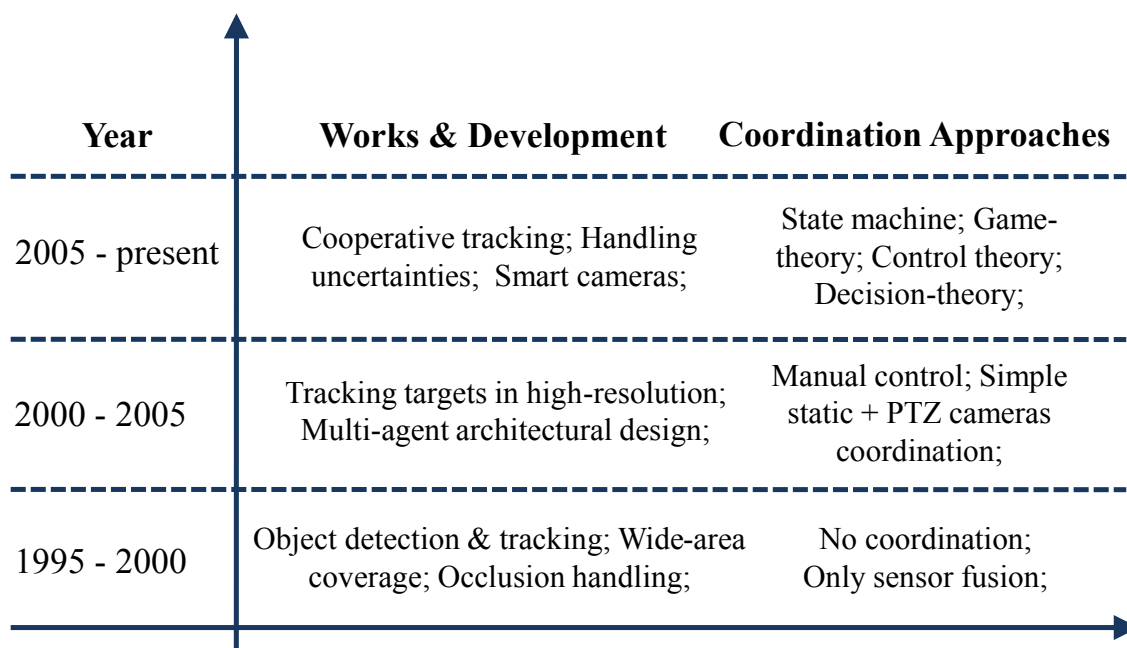 Year
Works & Development
Coordination Approaches
2005 - present
Cooperative tracking; Handling
uncertainties;  Smart cameras;
State machine; Game-
theory; Control theory;
Decision-theory;
2000 - 2005
Tracking targets in high-resolution;
Multi-agent architectural design;
Manual control; Simple
static + PTZ cameras
coordination;
1995 - 2000
Object detection & tracking; Wide-area
coverage; Occlusion handling;
No coordination;
Only sensor fusion;